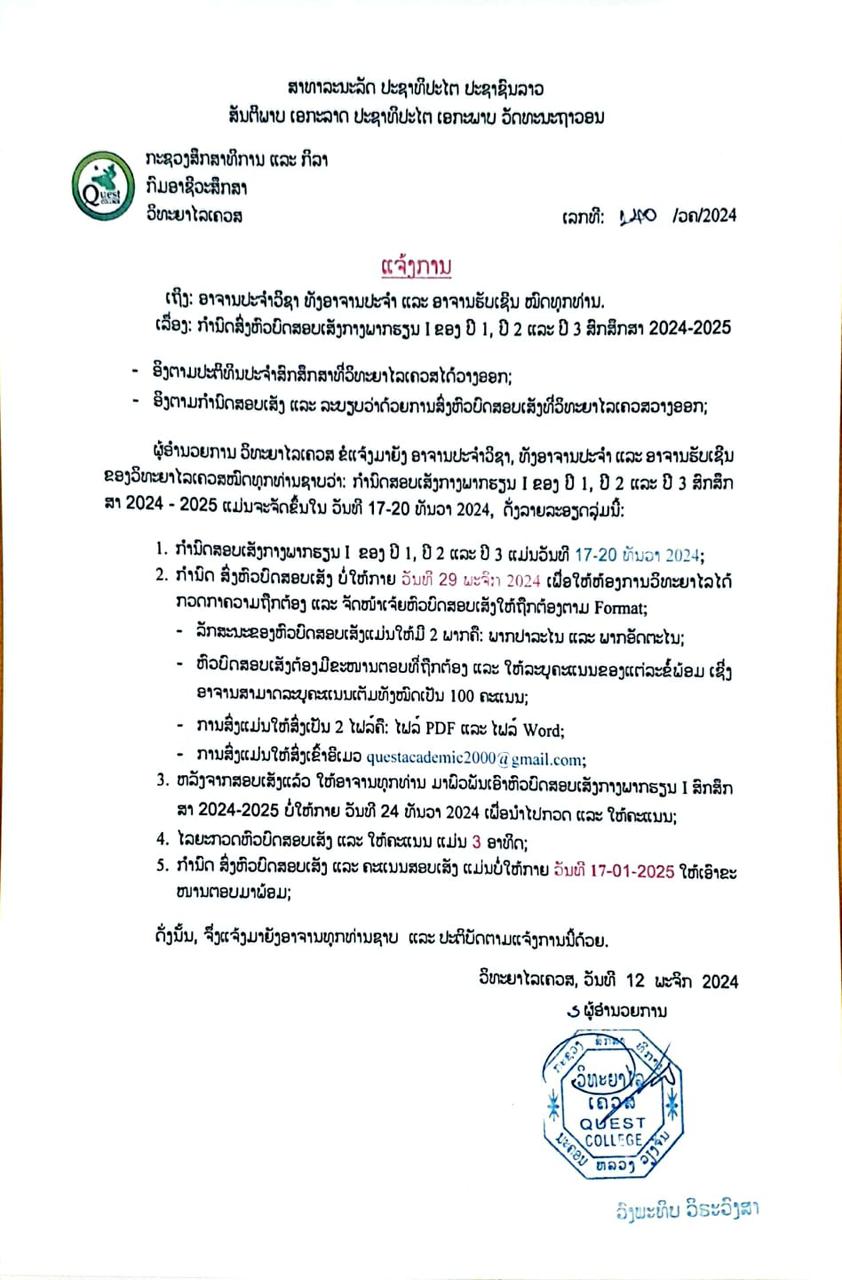 ສາທາລະນະລັດ ປະຊາທິປະໄຕ ປະຊາຊົນລາວ
ສັນຕິພາບ ເອກະລາດ ປະຊາທິປະໄຕ ເອກະພາບ ວັດທະນະຖາວອນ
Quest
COLLEGE
ກະຊວງສຶກສາທິການ ແລະ ກິລາ
ກົມອາຊີວະສຶກສາ
ວິທະຍາໄລເຄວສ
ເລກທີ: /ວຄ/2024
ແຈ້ງການ
ເຖິງ: ອາຈານປະຈຳວິຊາ ທັງອາຈານປະຈຳ ແລະ ອາຈານຮັບເຊີນ ໝົດທຸກທ່ານ.
ເລື່ອງ: ກຳນົດສົ່ງຫົວບົດສອບເສັງກາງພາກຮຽນ I ຂອງ ປີ 1, ປີ 2 ແລະ ປີ 3 ສົກສຶກສາ 2024-2025
- ອີງຕາມປະຕິທິນປະຈຳສົກສຶກສາທີ່ວິທະຍາໄລເຄວສໄດ້ວາງອອກ;
- ອີງຕາມກຳນົດສອບເສັງ ແລະ ລະບຽບວ່າດ້ວຍການສົ່ງຫົວບົດສອບເສັງທີ່ວິທະຍາໄລເຄວສວາງອອກ;
ຜູ້ອຳນວຍການ ວິທະຍາໄລເຄວສ ຂໍແຈ້ງມາຍັງ ອາຈານປະຈຳວິຊາ, ທັງອາຈານປະຈຳ ແລະ ອາຈານຮັບເຊີນ
ຂອງວິທະຍາໄລເຄວສໝົດທຸກທ່ານຊາບວ່າ: ກຳນົດສອບເສັງກາງພາກຮຽນ I ຂອງ ປີ 1, ປີ 2 ແລະ ປີ 3 ສົກສຶກ
ສາ 2024 - 2025 ແມ່ນຈະຈັດຂຶ້ນໃນ ວັນທີ 17-20 ທັນວາ 2024, ດັ່ງລາຍລະອຽດລຸ່ມນີ້:
1. ກຳນົດສອບເສັງກາງພາກຮຽນ I ຂອງ ປີ 1, ປີ 2 ແລະ ປີ 3 ແມ່ນວັນທີ 17-20 ທັນວາ 2024;
2. ກຳນົດ ສົ່ງຫົວບົດສອບເສັງ ບໍ່ໃຫ້ກາຍ ວັນທີ 29 ພະຈິກ 2024 ເພື່ອໃຫ້ຫ້ອງການວິທະຍາໄລໄດ້
ກວດກາຄວາມຖືກຕ້ອງ ແລະ ຈັດໜ້າເຈ້ຍຫົວບົດສອບເສັງໃຫ້ຖືກຕ້ອງຕາມ Format;
- ລັກສະນະຂອງຫົວບົດສອບເສັງແມ່ນໃຫ້ມີ 2 ພາກຄື: ພາກປາລະໄນ ແລະ ພາກອັດຕະໄນ;
- ຫົວບົດສອບເສັງຕ້ອງມີຂະໜານຕອບທີ່ຖືກຕ້ອງ ແລະ ໃຫ້ລະບຸຄະແນນຂອງແຕ່ລະຂໍ້ພ້ອມ ເຊິ່ງ
ອາຈານສາມາດລະບຸຄະແນນເຕັມທັງໝົດເປັນ 100 ຄະແນນ;
- ການສົ່ງແມ່ນໃຫ້ສົ່ງເປັນ 2 ໄຟລ໌ຄື: ໄຟລ໌ PDF ແລະ ໄຟລ໌ Word;
- ການສົ່ງແມ່ນໃຫ້ສົ່ງເຂົ້າອີເມວ questacademic2000@gmail.com;
3. ຫລັງຈາກສອບເສັງແລ້ວ ໃຫ້ອາຈານທຸກທ່ານ ມາພົວພັນເອົາຫົວບົດສອບເສັງກາງພາກຮຽນ I ສົກສຶກ
ສາ 2024-2025 ບໍ່ໃຫ້ກາຍ ວັນທີ 24 ທັນວາ 2024 ເພື່ອນຳໄປກວດ ແລະ ໃຫ້ຄະແນນ;
4. ໄລຍະກວດຫົວບົດສອບເສັງ ແລະ ໃຫ້ຄະແນນ ແມ່ນ 3 ອາທິດ;
5. ກຳນົດ ສົ່ງຫົວບົດສອບເສັງ ແລະ ຄະແນນສອບເສັງ ແມ່ນບໍ່ໃຫ້ກາຍ ວັນທີ 17-01-2025 ໃຫ້ເອົາຂະ
ໜານຕອບມາພ້ອມ;
ດັ່ງນັ້ນ, ຈຶ່ງແຈ້ງມາຍັງອາຈານທຸກທ່ານຊາບ ແລະ ປະຕິບັດຕາມແຈ້ງການນີ້ດ້ວຍ.
ວິທະຍາໄລເຄວສ, ວັນທີ 12 ພະຈິກ 2024
ຜູ້ອຳນວຍການ
ກະຊວງ ສຶກສາ ທິການ
ວິທະຍາໄລ
ເຄວສ
QUEST
COLLEGE
ນະຄອນ ຫລວງ ວຽງຈັນ
ວົງພະທິບ ວິຣະວົງສາ